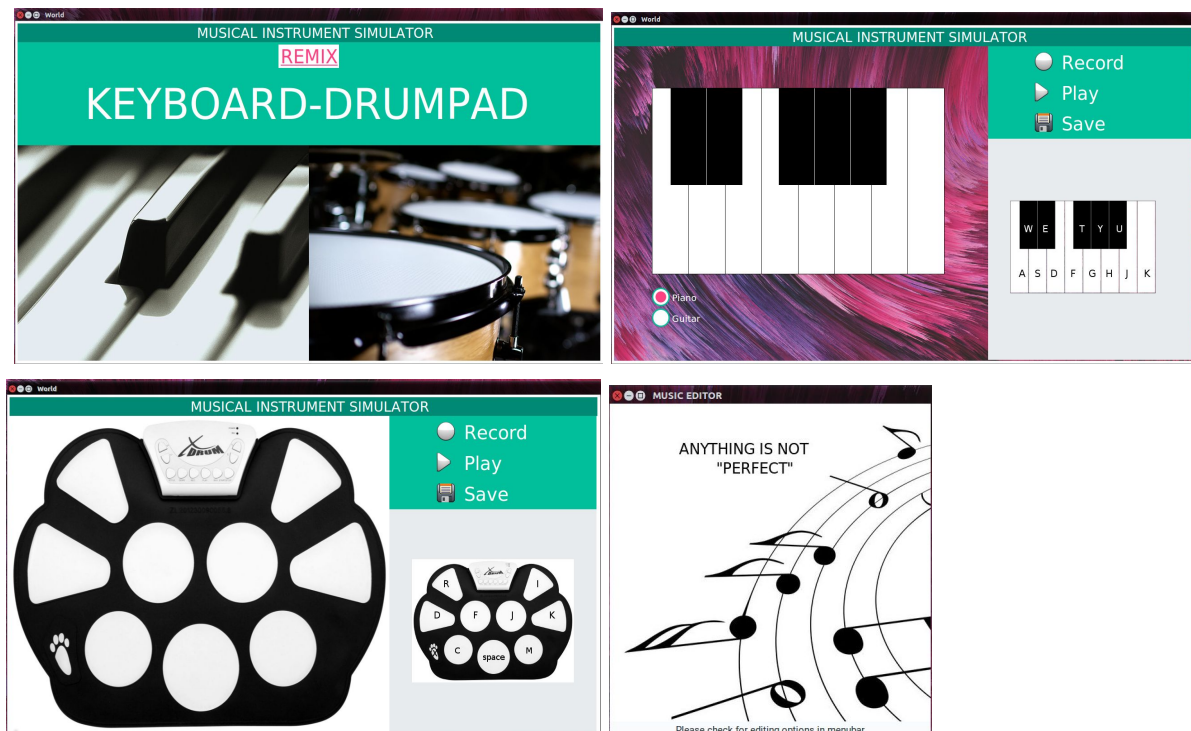 World
MUSICAL INSTRUMENT SIMULATOR
REMIX
KEYBOARD-DRUMPAD
World
MUSICAL INSTRUMENT SIMULATOR
Record
Play
Save
W E T Y U
A S D F G H J K
Piano
Guitar
World
MUSICAL INSTRUMENT SIMULATOR
XDRUM
Record
Play
Save
R I
D F J K
C space M
MUSIC EDITOR
ANYTHING IS NOT
"PERFECT"
Please check for editing options in menubar